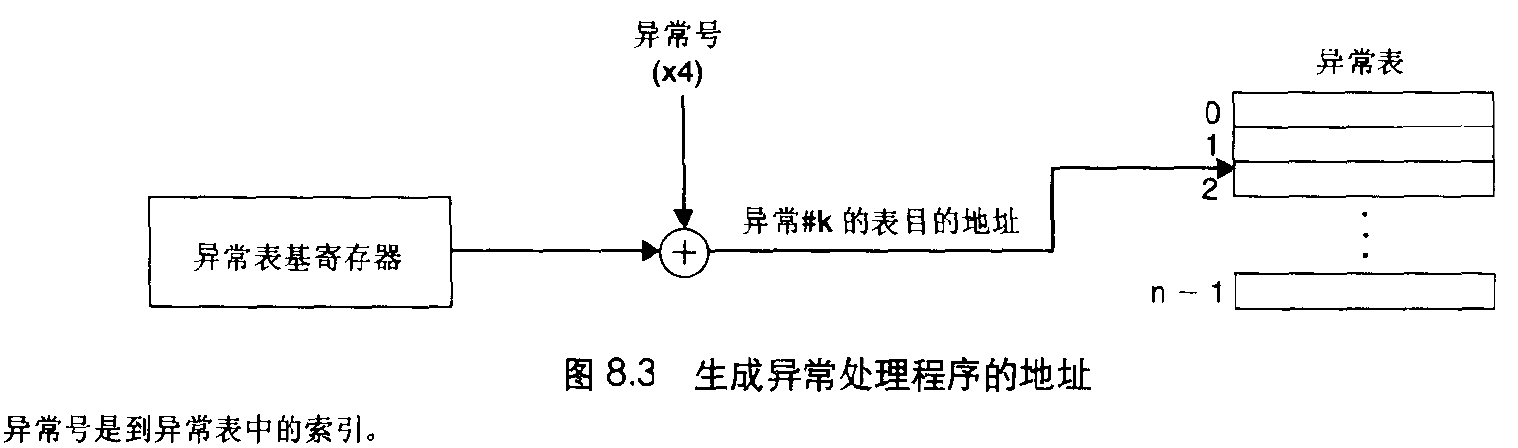 异常号
(x4)
异常表
0
1
2
异常表基寄存器
+
异常#k 的表目的地址
n - 1
图 8.3 生成异常处理程序的地址
异常号是到异常表中的索引。